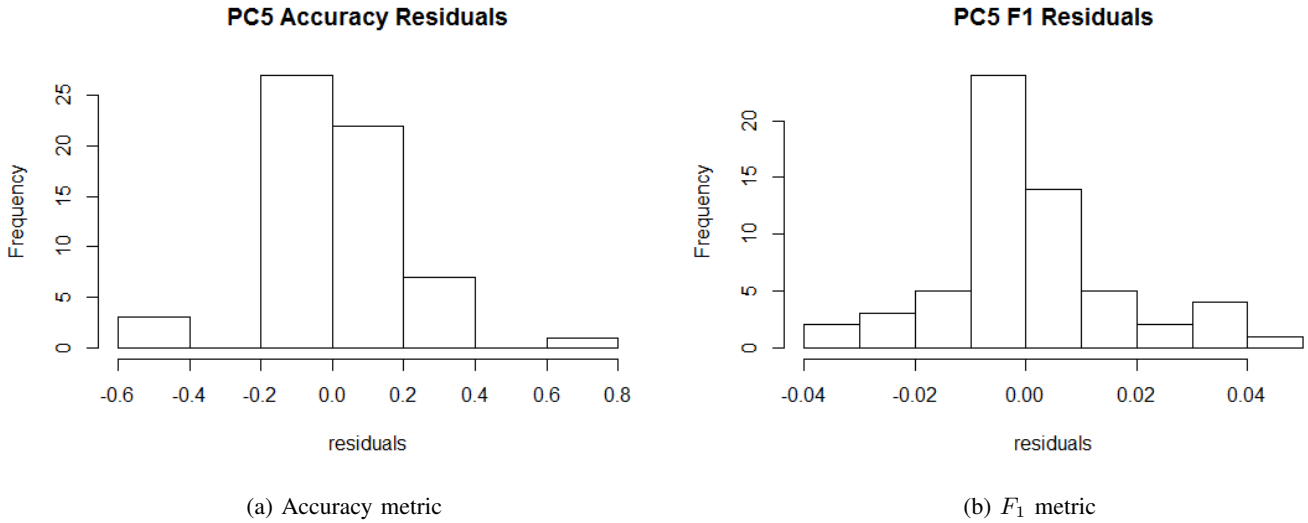 PC5 Accuracy Residuals
Frequency
0 5 10 15 20 25
-0.6 -0.4 -0.2 0.0 0.2 0.4 0.6 0.8
residuals
(a) Accuracy metric
PC5 F1 Residuals
Frequency
0 5 10 15 20
-0.04 -0.02 0.00 0.02 0.04
residuals
(b) F₁ metric